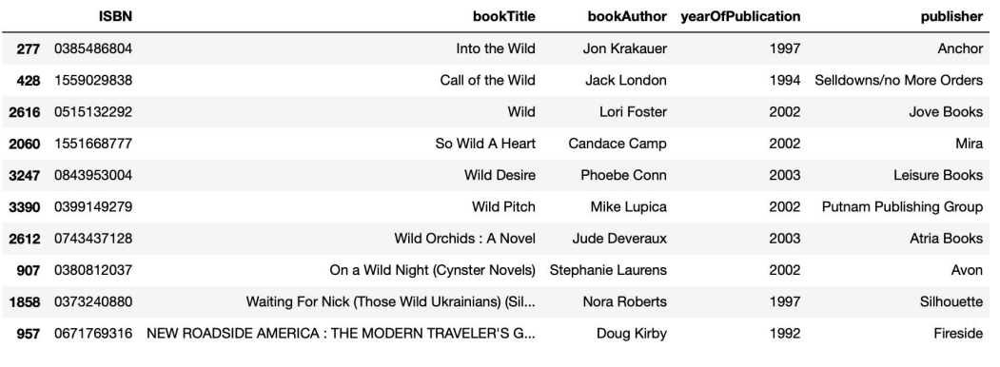 ISBN bookTitle bookAuthor yearOfPublication publisher
277 0385486804 Into the Wild Jon Krakauer 1997 Anchor
428 1559029838 Call of the Wild Jack London 1994 Selldowns/no More Orders
2616 0515132292 Wild Lori Foster 2002 Jove Books
2060 1551668777 So Wild A Heart Candace Camp 2002 Mira
3247 0843953004 Wild Desire Phoebe Conn 2003 Leisure Books
3390 0399149279 Wild Pitch Mike Lupica 2002 Putnam Publishing Group
2612 0743437128 Wild Orchids : A Novel Jude Deveraux 2003 Atria Books
907 0380812037 On a Wild Night (Cynster Novels) Stephanie Laurens 2002 Avon
1858 0373240880 Waiting For Nick (Those Wild Ukrainians) (Sil... Nora Roberts 1997 Silhouette
957 0671769316 NEW ROADSIDE AMERICA : THE MODERN TRAVELER'S G... Doug Kirby 1992 Fireside